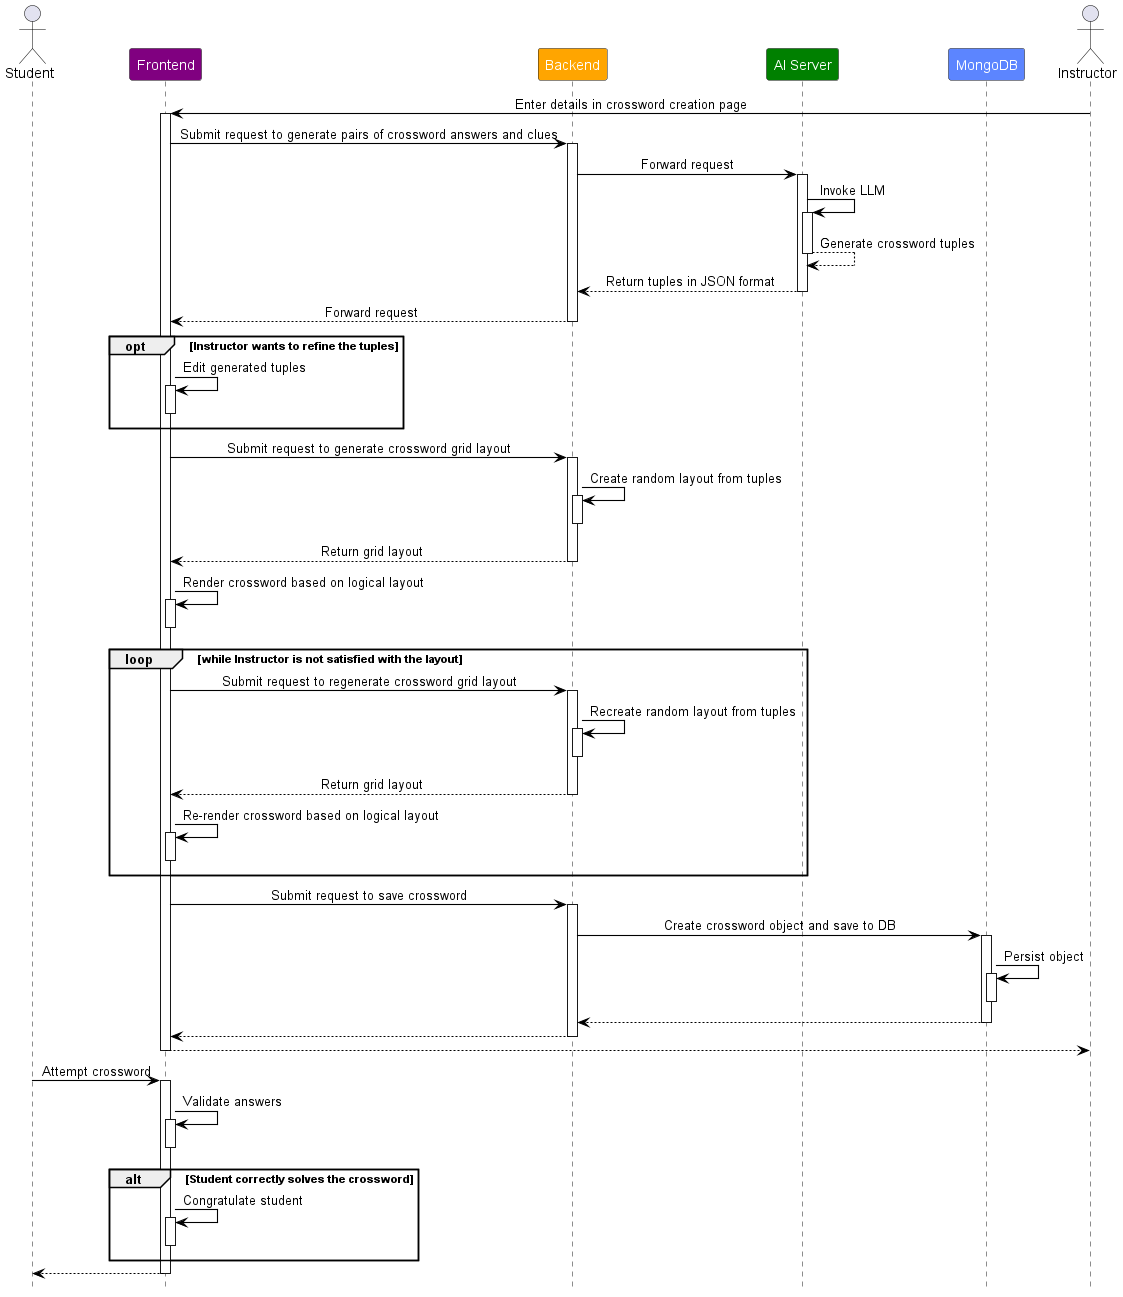 Student
Frontend
Backend
AI Server
MongoDB
Instructor
Enter details in crossword creation page
Submit request to generate pairs of crossword answers and clues
Forward request
Invoke LLM
Generate crossword tuples
Return tuples in JSON format
Forward request
opt [Instructor wants to refine the tuples]
Edit generated tuples
Submit request to generate crossword grid layout
Create random layout from tuples
Return grid layout
Render crossword based on logical layout
loop [while Instructor is not satisfied with the layout]
Submit request to regenerate crossword grid layout
Recreate random layout from tuples
Return grid layout
Re-render crossword based on logical layout
Submit request to save crossword
Create crossword object and save to DB
Persist object
Attempt crossword
Validate answers
alt [Student correctly solves the crossword]
Congratulate student